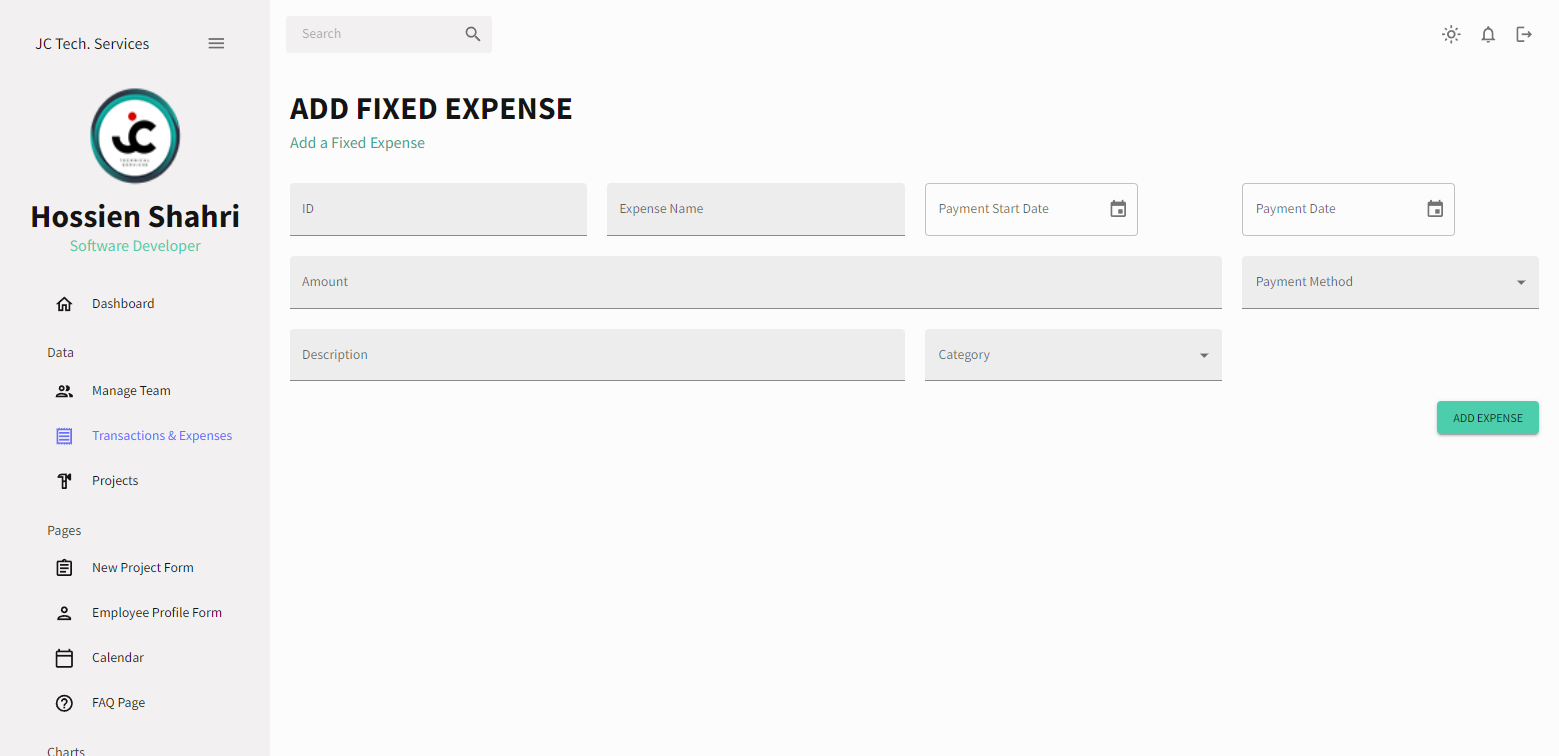 JC Tech. Services
Search
JC
TECHNICAL
SERVICES
Hossien Shahri
Software Developer
Dashboard
Data
Manage Team
Transactions & Expenses
Projects
Pages
New Project Form
Employee Profile Form
Calendar
FAQ Page
Charts
ADD FIXED EXPENSE
Add a Fixed Expense
ID
Expense Name
Payment Start Date
Payment Date
Amount
Payment Method
Description
Category
ADD EXPENSE